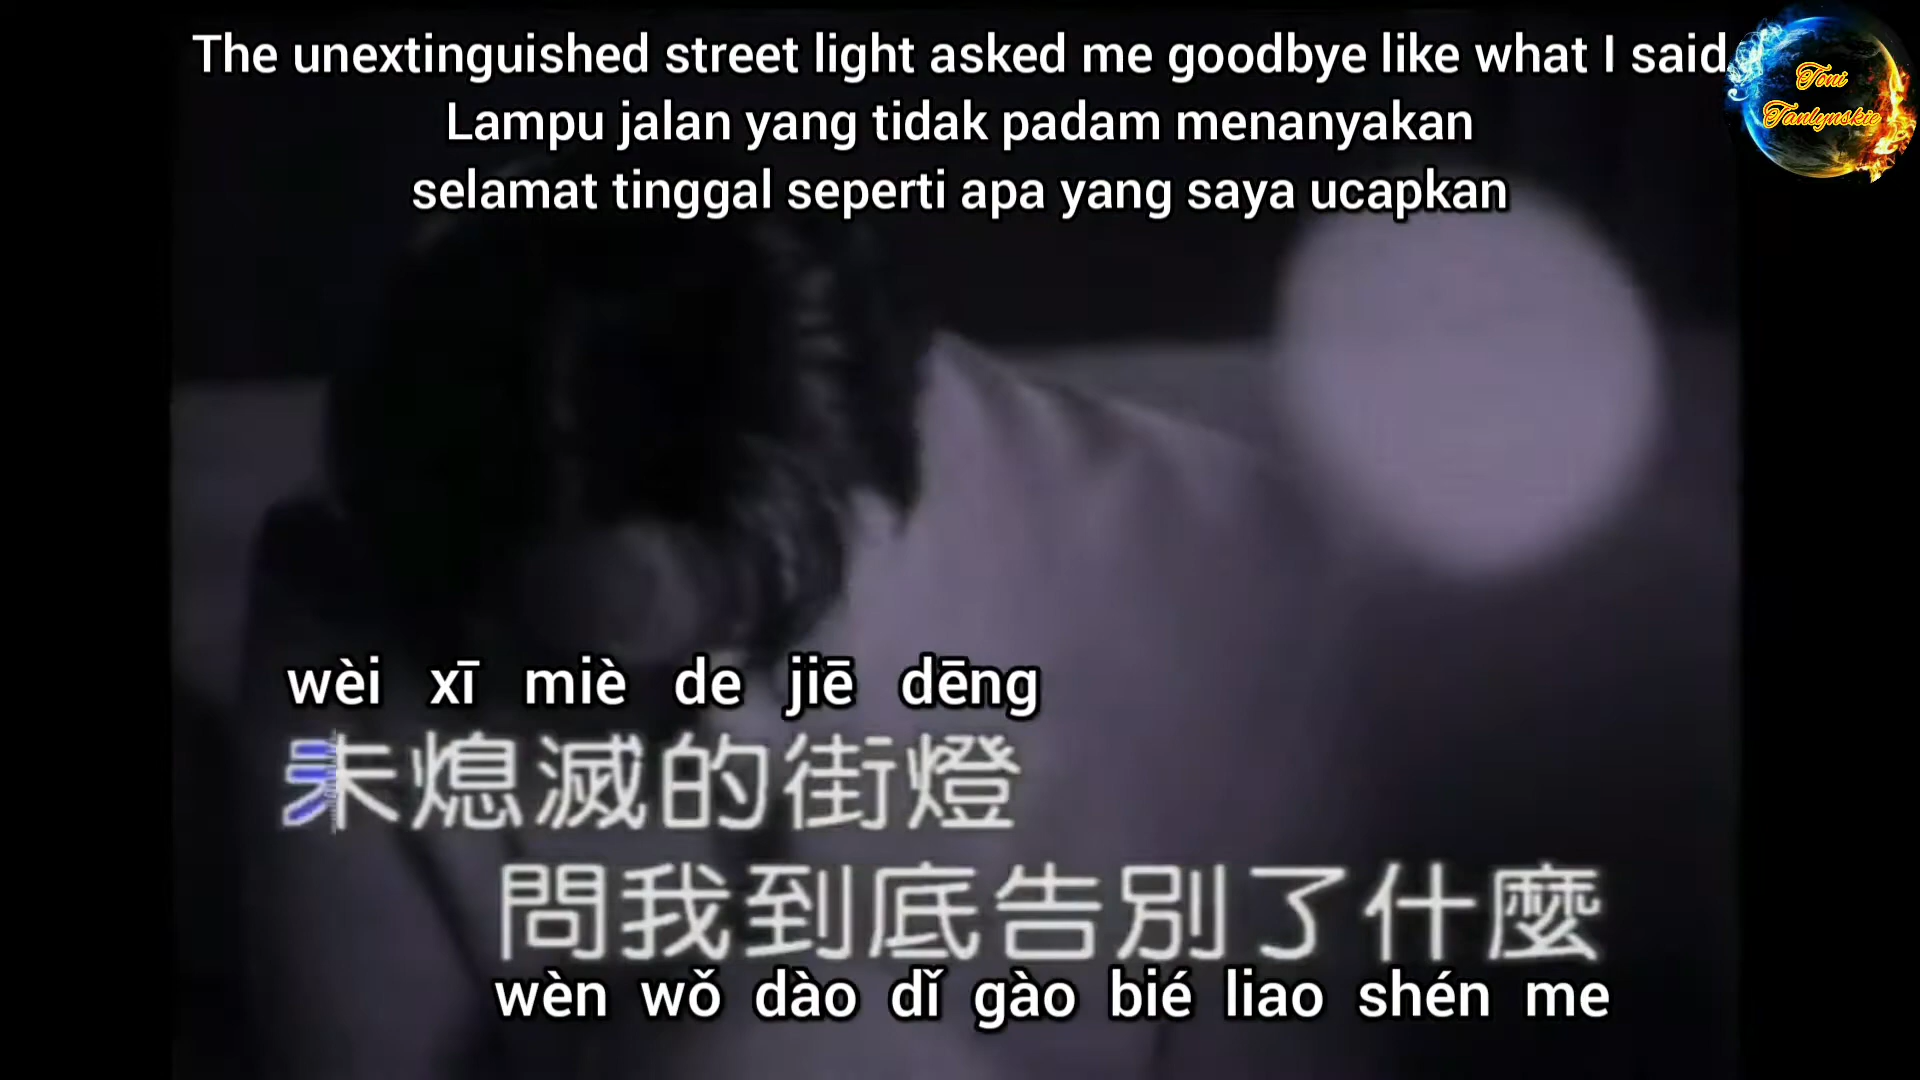 The unextinguished street light asked me goodbye like what I said
Lampu jalan yang tidak padam menanyakan
selamat tinggal seperti apa yang saya ucapkan
Toni
Tanlynskie
wèi xī miè de jiē dēng
未熄滅的街燈
問我到底告別了什麼
wèn wǒ dào dǐ gào bié liao shén me